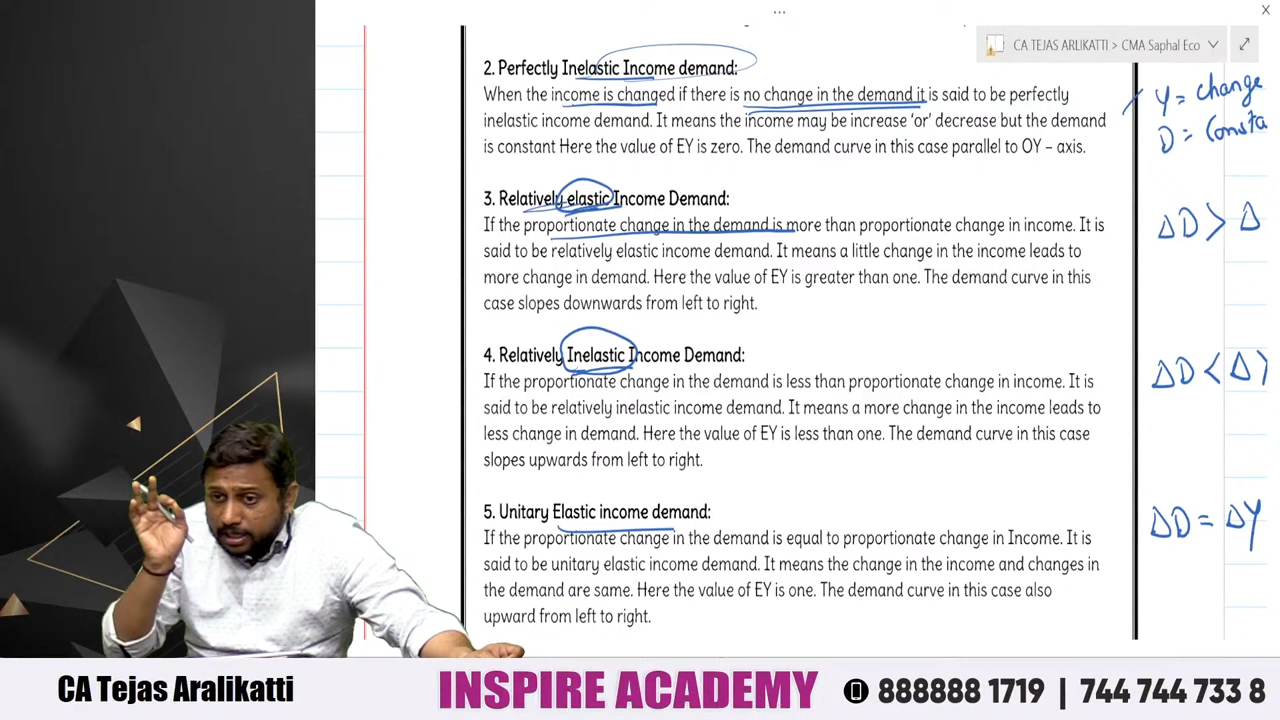 ...
CA TEJAS ARLIKATTI > CMA Saphal Eco
2. Perfectly Inelastic Income demand:
When the income is changed if there is no change in the demand it is said to be perfectly
inelastic income demand. It means the income may be increase ‘or’ decrease but the demand
is constant Here the value of EY is zero. The demand curve in this case parallel to OY – axis.
Y = change
D = Consta
3. Relatively elastic Income Demand:
If the proportionate change in the demand is more than proportionate change in income. It is
said to be relatively elastic income demand. It means a little change in the income leads to
more change in demand. Here the value of EY is greater than one. The demand curve in this
case slopes downwards from left to right.
ΔD > Δ
4. Relatively Inelastic Income Demand:
If the proportionate change in the demand is less than proportionate change in income. It is
said to be relatively inelastic income demand. It means a more change in the income leads to
less change in demand. Here the value of EY is less than one. The demand curve in this case
slopes upwards from left to right.
ΔD < Δ
5. Unitary Elastic income demand:
If the proportionate change in the demand is equal to proportionate change in Income. It is
said to be unitary elastic income demand. It means the change in the income and changes in
the demand are same. Here the value of EY is one. The demand curve in this case also
upward from left to right.
ΔD = ΔY
CA Tejas Aralikatti INSPIRE ACADEMY 888888 1719 | 744 744 733 8